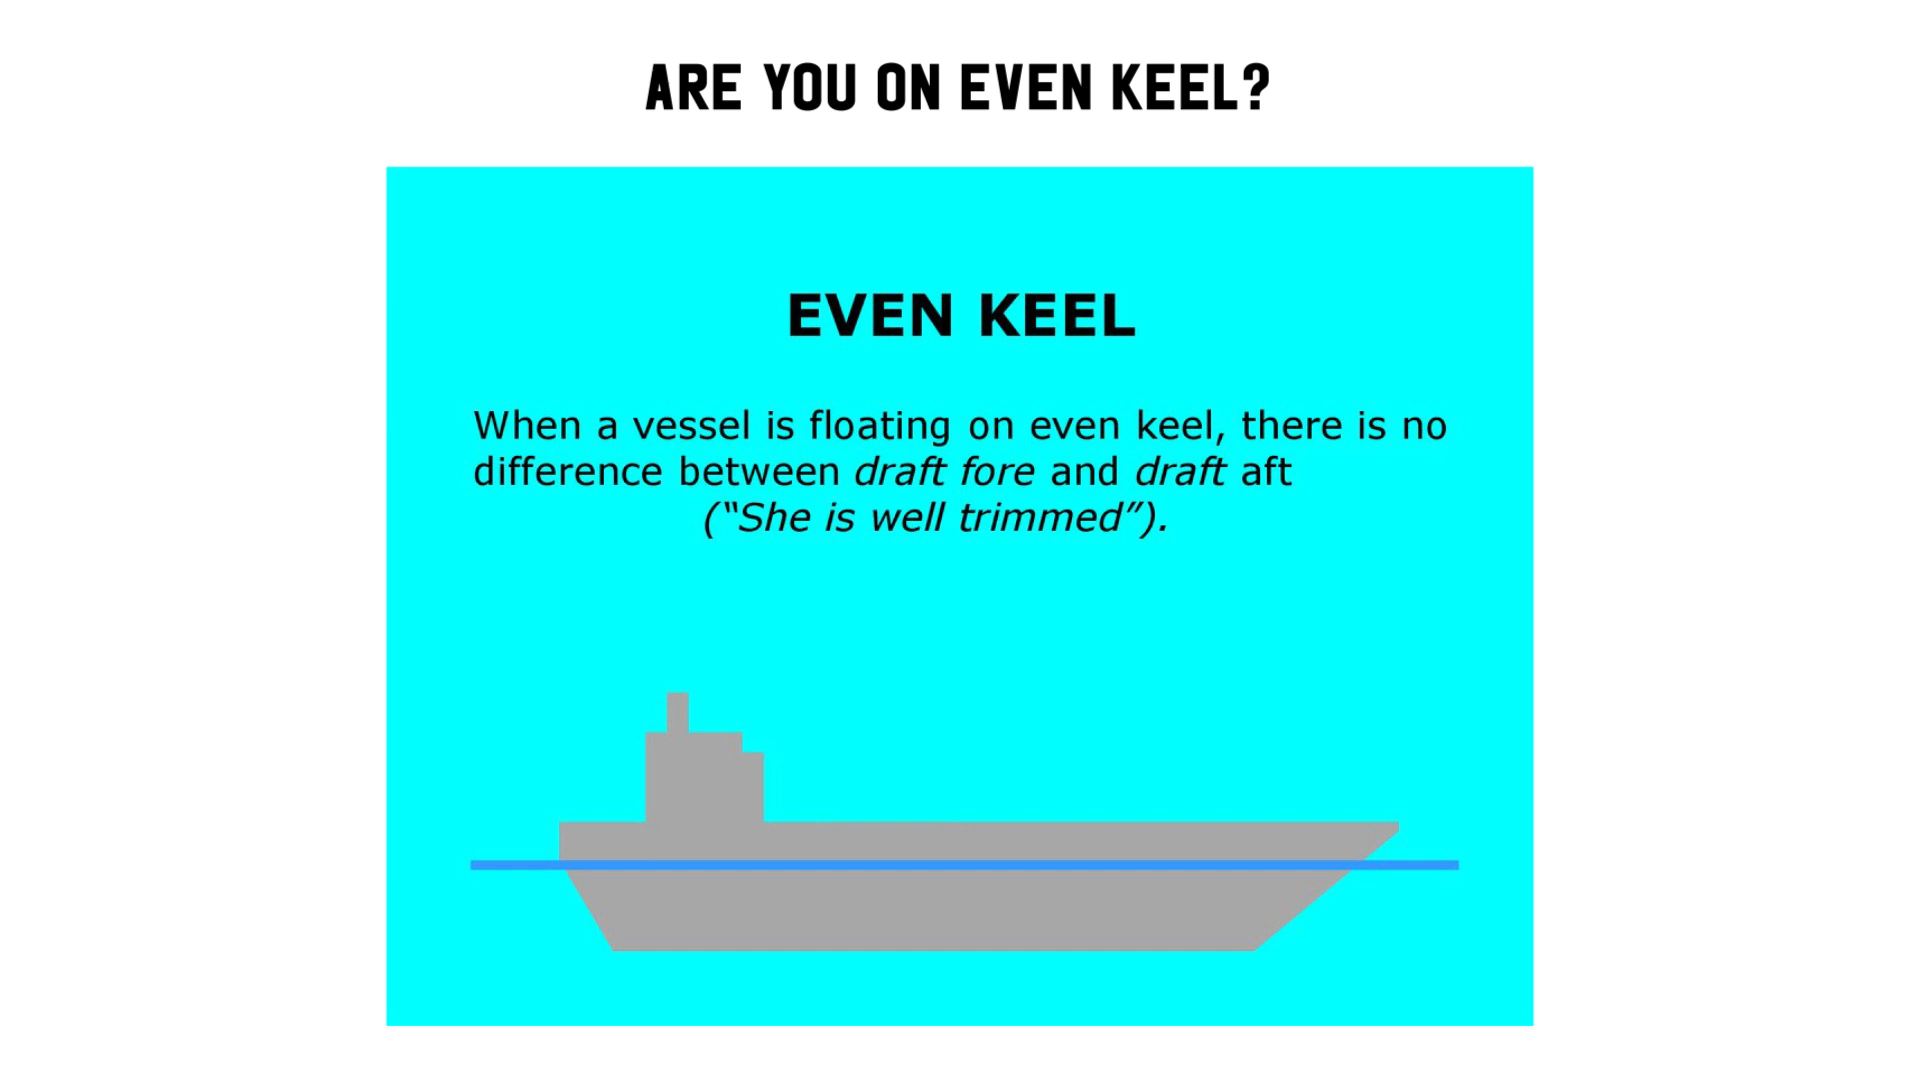 ARE YOU ON EVEN KEEL?
EVEN KEEL
When a vessel is floating on even keel, there is no
difference between draft fore and draft aft
(“She is well trimmed”).